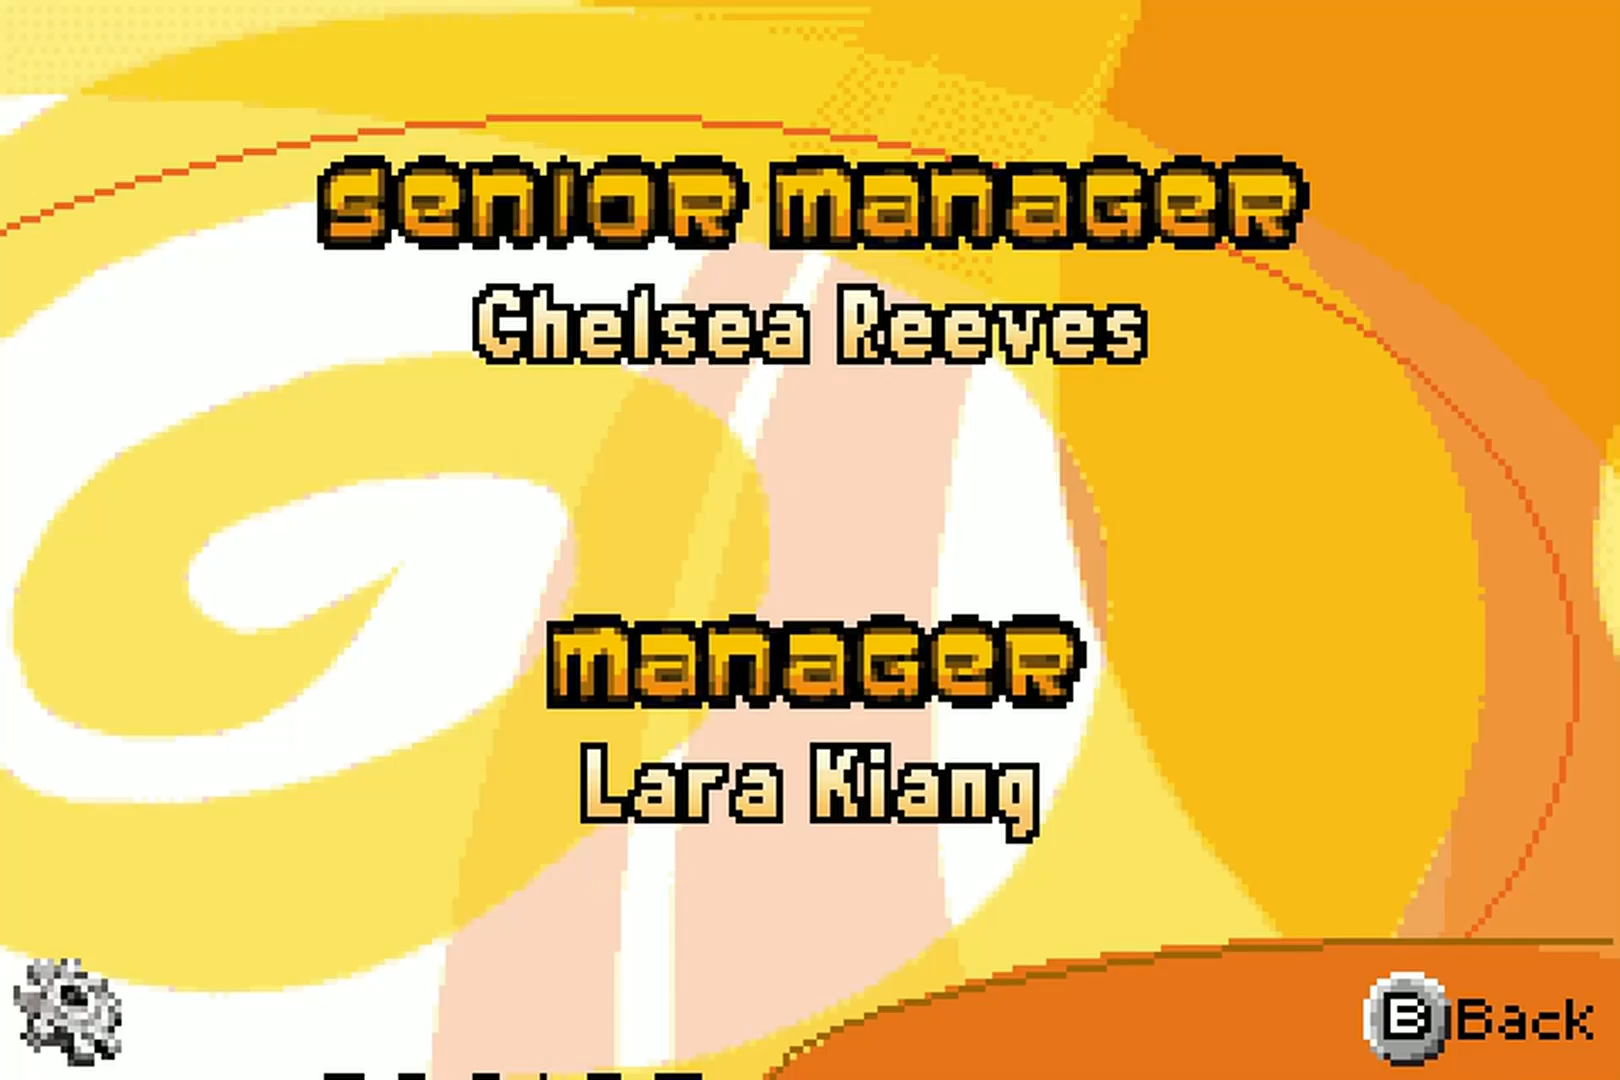 Senior Manager
Chelsea Reeves
Manager
Lara Kiang
B Back